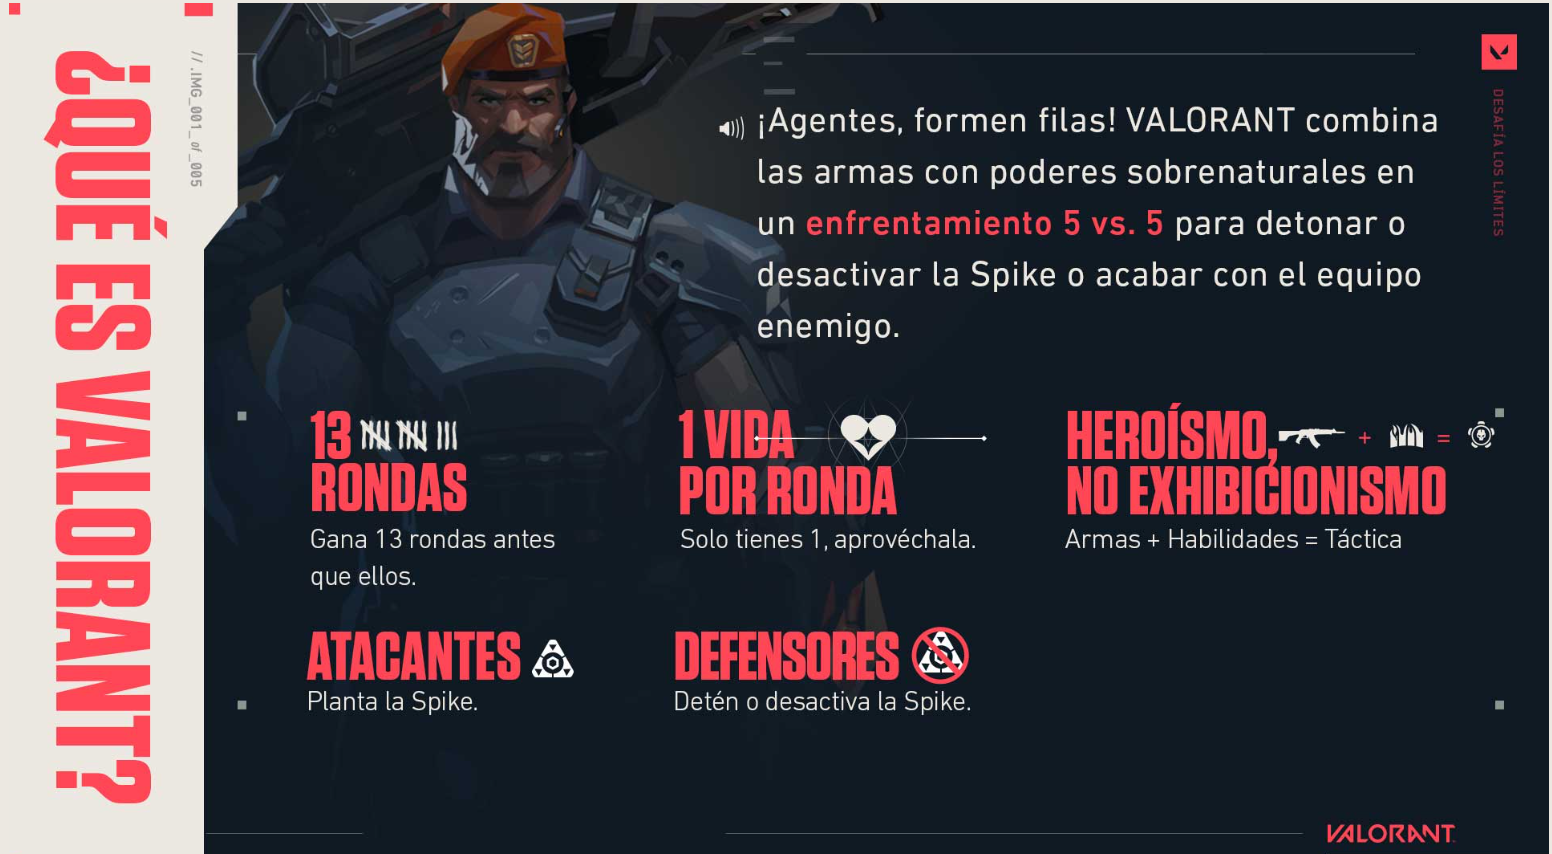 ¿QUÉ ES VALORANT?
// .IMG_001_of_005
¡Agentes, formen filas! VALORANT combina
las armas con poderes sobrenaturales en
un enfrentamiento 5 vs. 5 para detonar o
desactivar la Spike o acabar con el equipo
enemigo.
DESAFÍA LOS LÍMITES
13
RONDAS
Gana 13 rondas antes
que ellos.
1 VIDA
POR RONDA
Solo tienes 1, aprovéchala.
HEROÍSMO, + =
NO EXHIBICIONISMO
Armas + Habilidades = Táctica
ATACANTES
Planta la Spike.
DEFENSORES
Detén o desactiva la Spike.
VALORANT